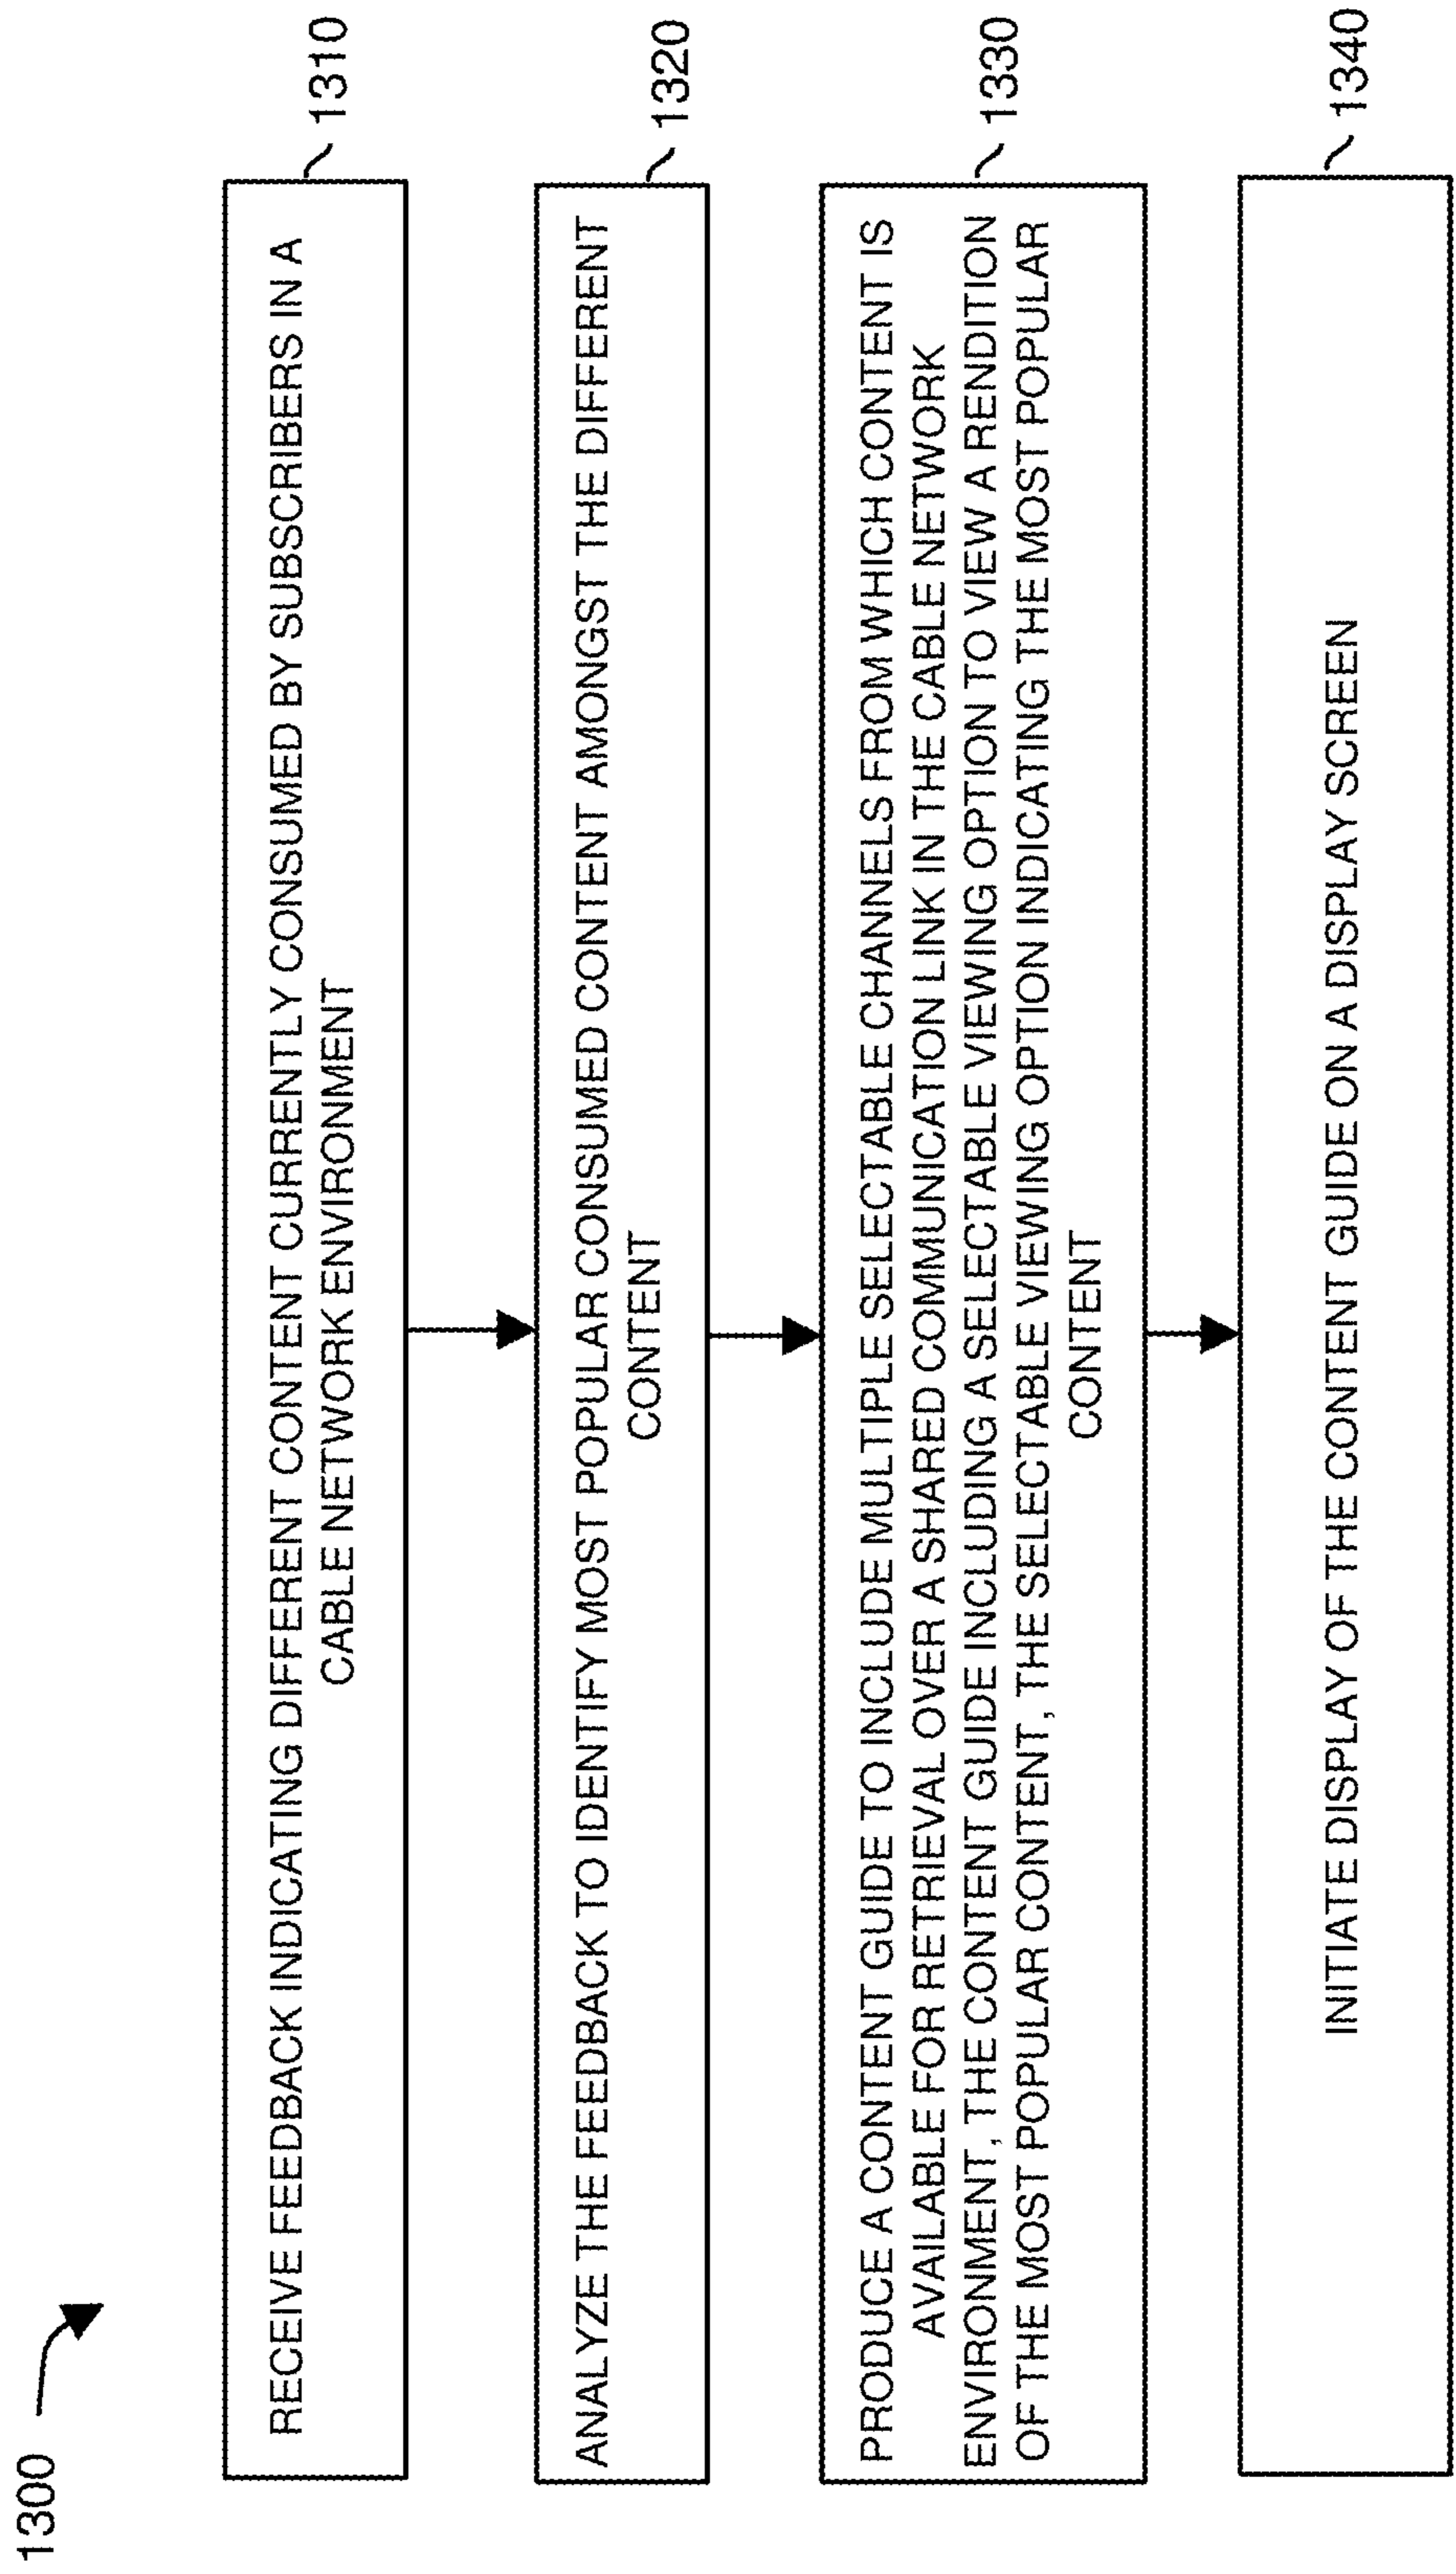 1300
RECEIVE FEEDBACK INDICATING DIFFERENT CONTENT CURRENTLY CONSUMED BY SUBSCRIBERS IN A
CABLE NETWORK ENVIRONMENT
1310
ANALYZE THE FEEDBACK TO IDENTIFY MOST POPULAR CONSUMED CONTENT AMONGST THE DIFFERENT
CONTENT
1320
PRODUCE A CONTENT GUIDE TO INCLUDE MULTIPLE SELECTABLE CHANNELS FROM WHICH CONTENT IS
AVAILABLE FOR RETRIEVAL OVER A SHARED COMMUNICATION LINK IN THE CABLE NETWORK
ENVIRONMENT, THE CONTENT GUIDE INCLUDING A SELECTABLE VIEWING OPTION TO VIEW A RENDITION
OF THE MOST POPULAR CONTENT, THE SELECTABLE VIEWING OPTION INDICATING THE MOST POPULAR
CONTENT
1330
INITIATE DISPLAY OF THE CONTENT GUIDE ON A DISPLAY SCREEN
1340